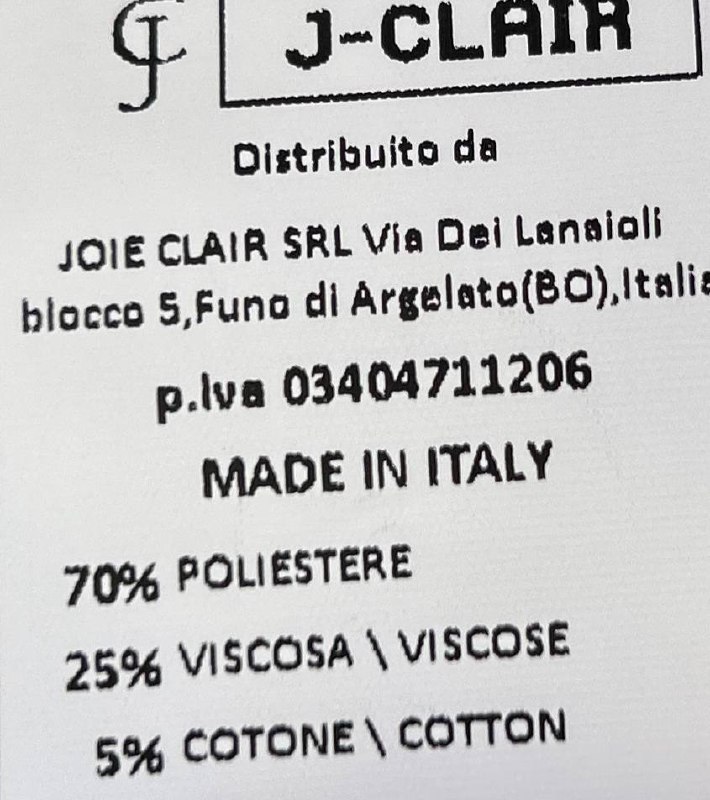 J-CLAIR
Distribuito da
JOIE CLAIR SRL Via Dei Lanaioli
blocco 5,Funo di Argelato(BO),Italia
p.Iva 03404711206
MADE IN ITALY
70% POLIESTERE
25% VISCOSA \ VISCOSE
5% COTONE \ COTTON